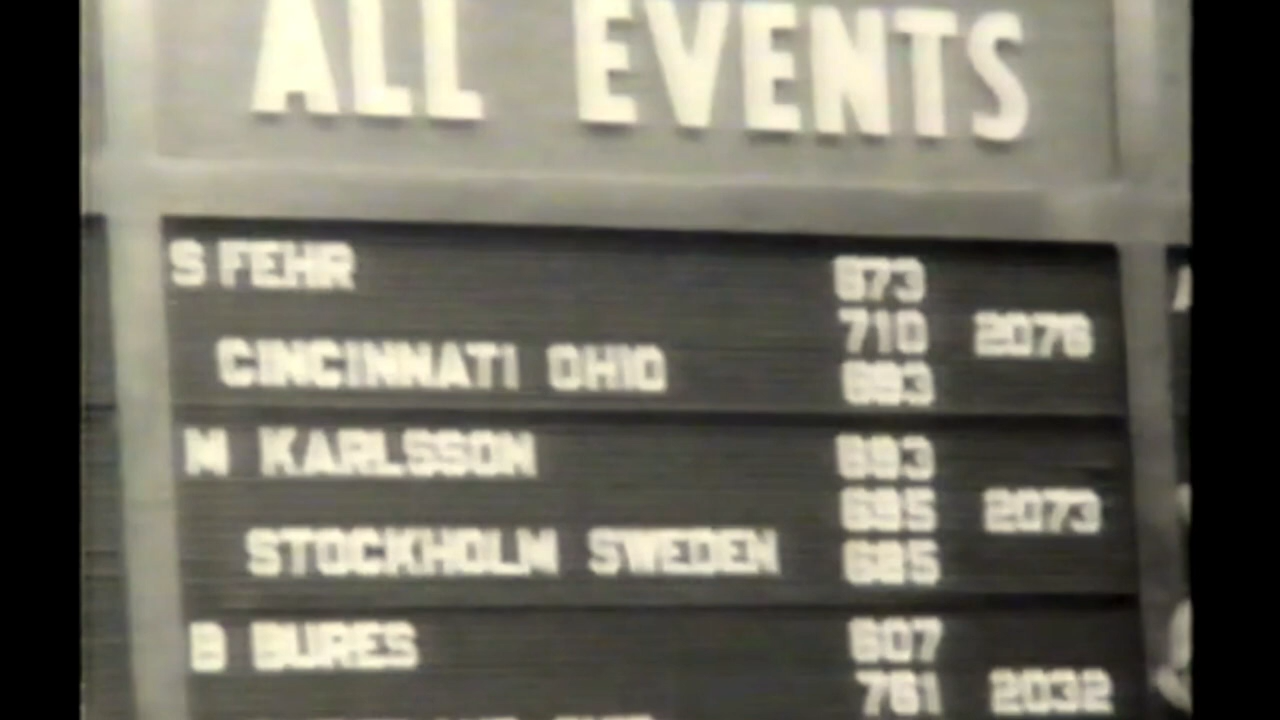 ALL EVENTS
S FEHR 673
710 2076
CINCINNATI OHIO 693
M KARLSSON 693
695 2073
STOCKHOLM SWEDEN 685
B BURES 607
761 2032